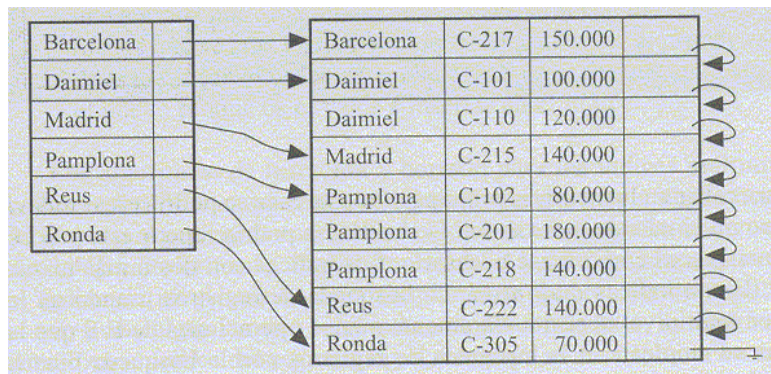 Barcelona
Daimiel
Madrid
Pamplona
Reus
Ronda
Barcelona C-217 150.000
Daimiel C-101 100.000
Daimiel C-110 120.000
Madrid C-215 140.000
Pamplona C-102 80.000
Pamplona C-201 180.000
Pamplona C-218 140.000
Reus C-222 140.000
Ronda C-305 70.000